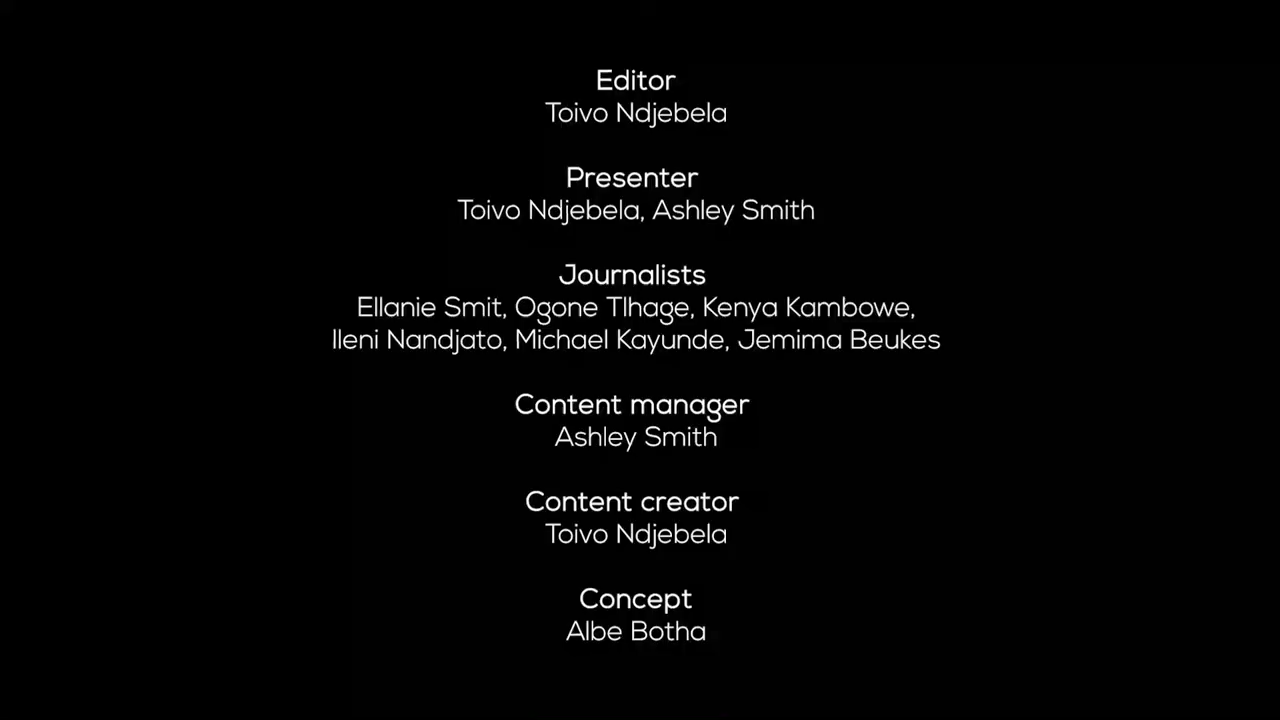 Editor
Toivo Ndjebela
Presenter
Toivo Ndjebela, Ashley Smith
Journalists
Ellanie Smit, Ogone Tlhage, Kenya Kambowe,
Ileni Nandjato, Michael Kayunde, Jemima Beukes
Content manager
Ashley Smith
Content creator
Toivo Ndjebela
Concept
Albe Botha